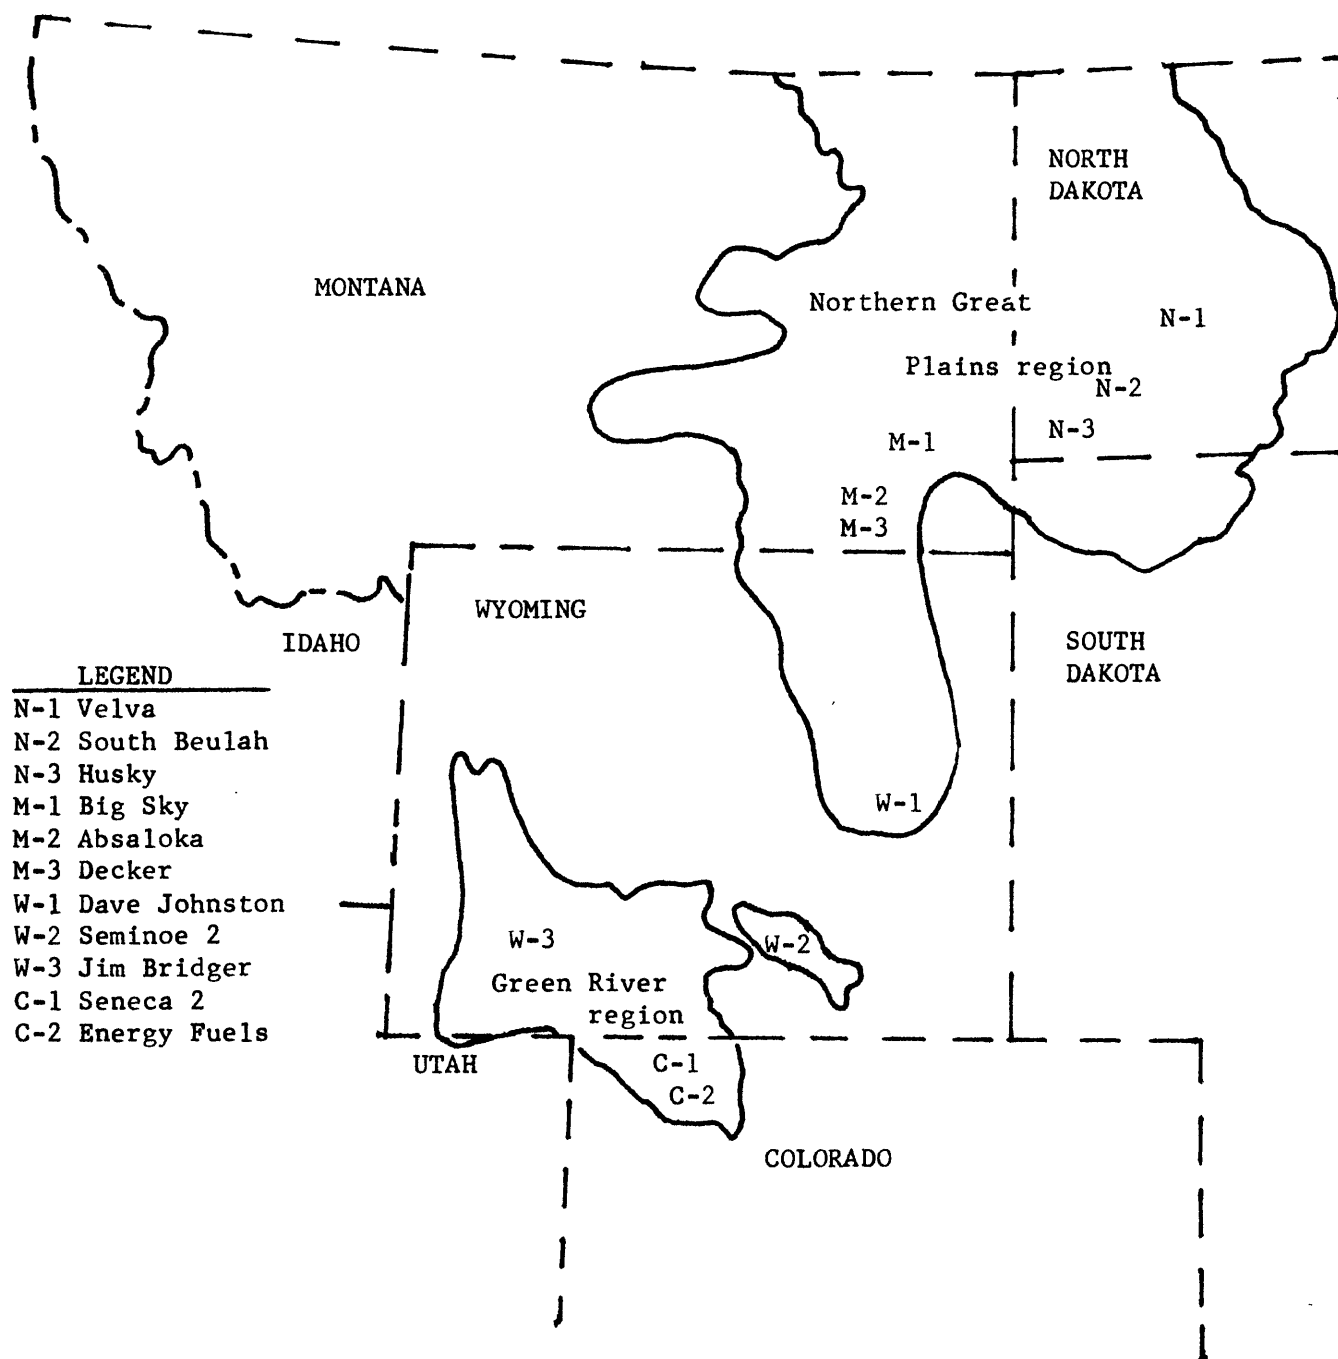 NORTH
DAKOTA
MONTANA
Northern Great
Plains region
N-1
N-2
N-3
M-1
M-2
M-3
WYOMING
IDAHO
SOUTH
DAKOTA
LEGEND
N-1 Velva
N-2 South Beulah
N-3 Husky
M-1 Big Sky
M-2 Absaloka
M-3 Decker
W-1 Dave Johnston
W-2 Seminoe 2
W-3 Jim Bridger
C-1 Seneca 2
C-2 Energy Fuels
W-1
W-3
W-2
Green River
region
UTAH
C-1
C-2
COLORADO